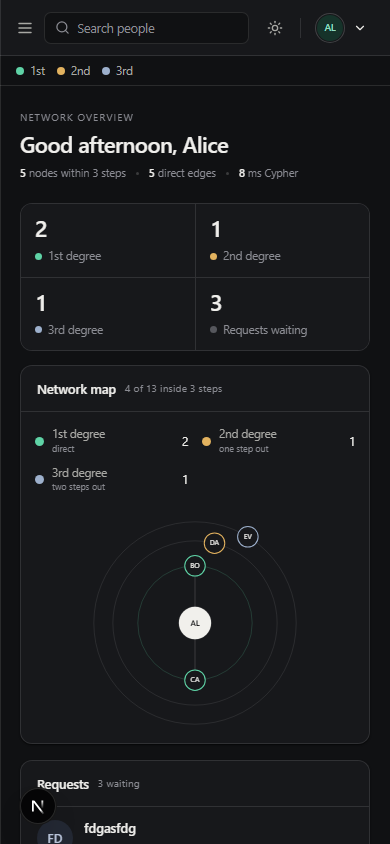 Search people
AL
1st 2nd 3rd
NETWORK OVERVIEW
Good afternoon, Alice
5 nodes within 3 steps • 5 direct edges • 8 ms Cypher
2
1st degree
1
2nd degree
1
3rd degree
3
Requests waiting
Network map 4 of 13 inside 3 steps
1st degree
direct
2
2nd degree
one step out
1
3rd degree
two steps out
1
EV
DA
BO
AL
CA
Requests 3 waiting
N
fdgasfdg
FD